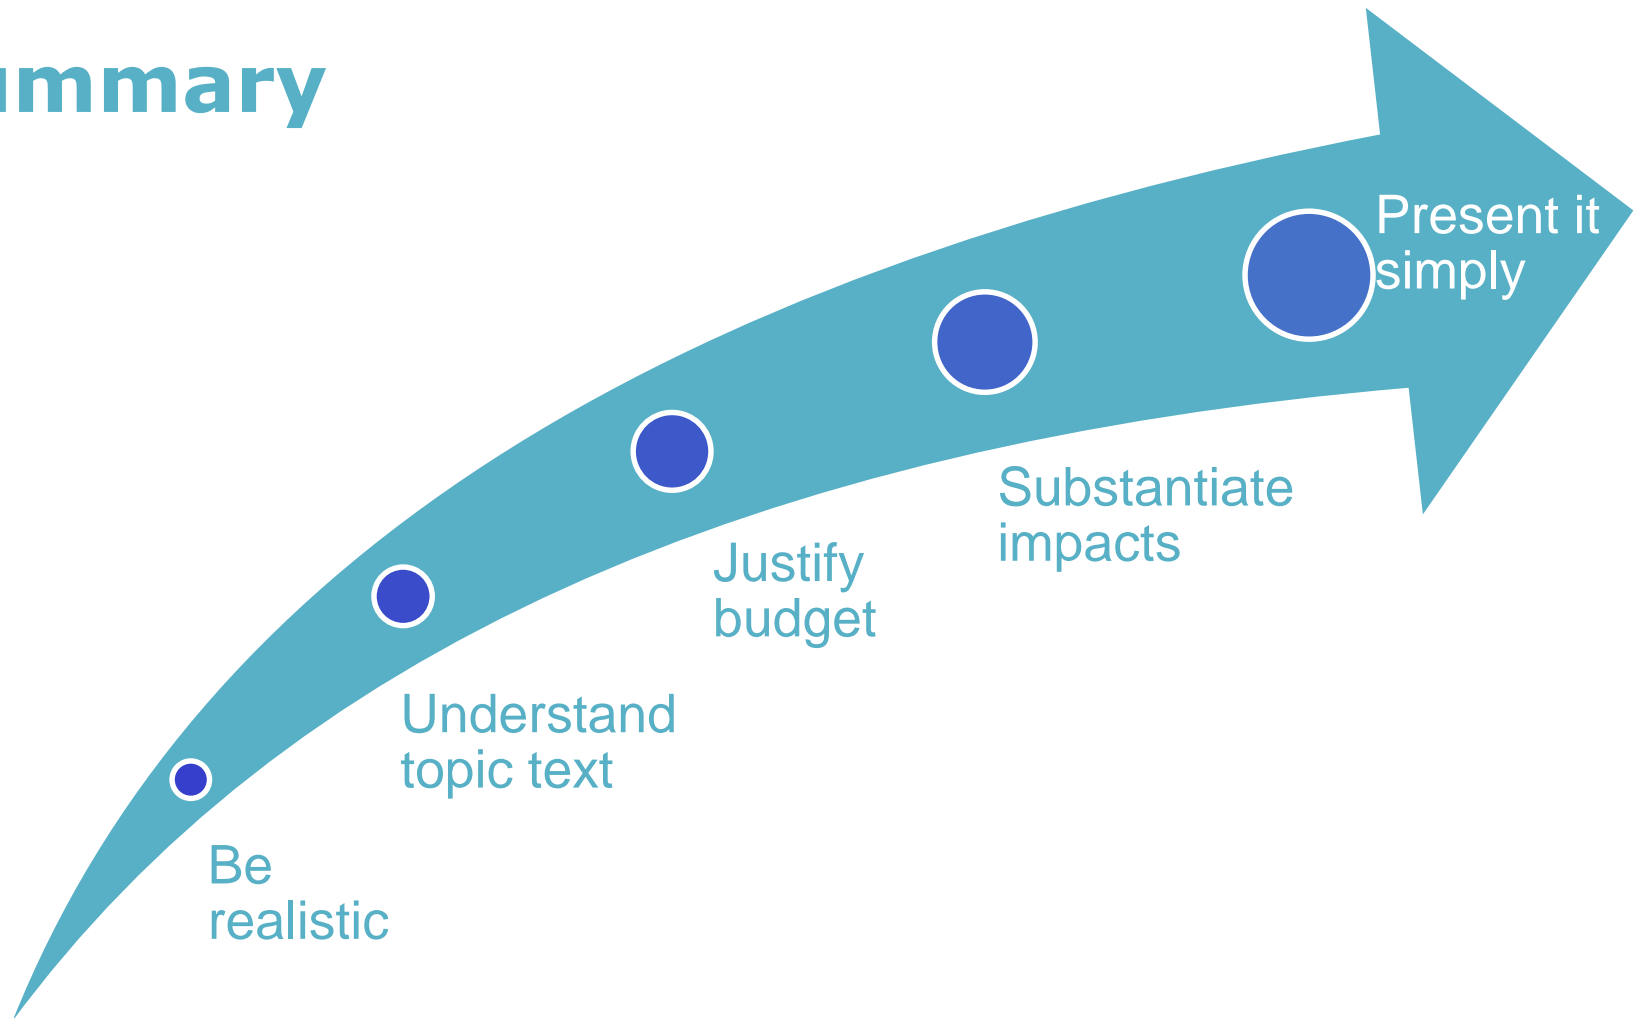 ummary
Present it
simply
Substantiate
impacts
Justify
budget
Understand
topic text
Be
realistic